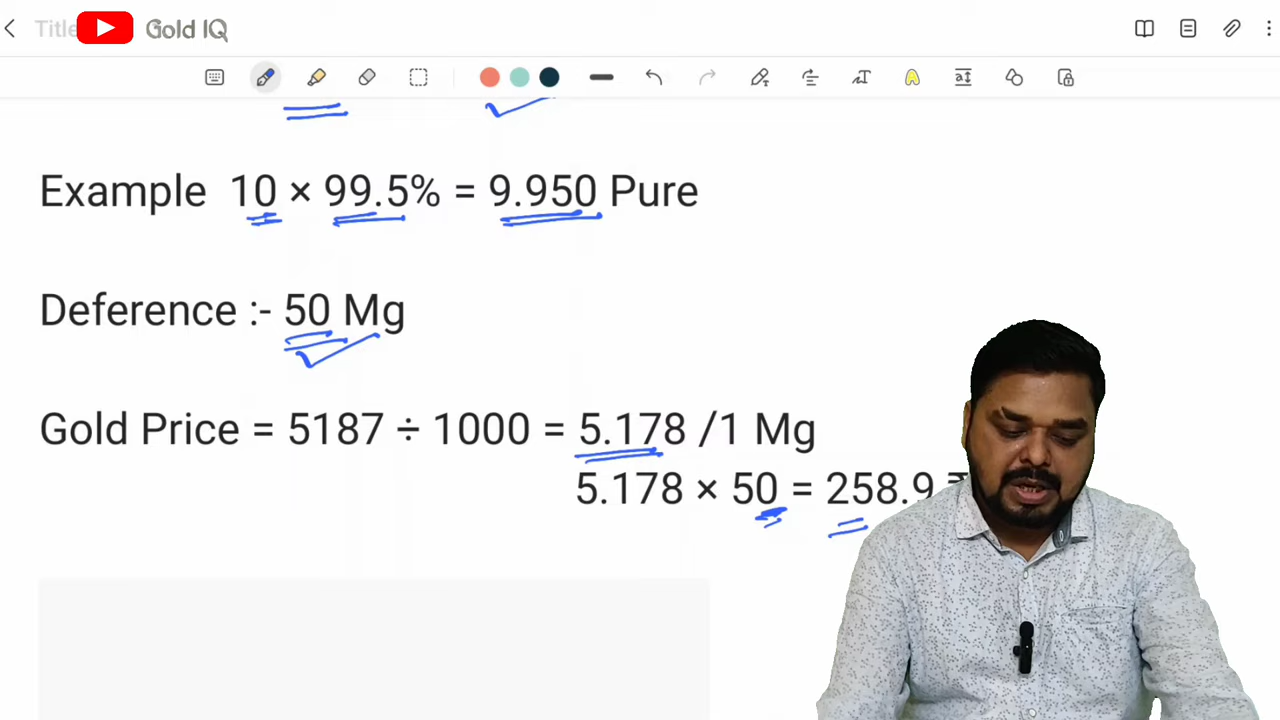 Title
Gold IQ
Example 10 × 99.5% = 9.950 Pure
Deference :- 50 Mg
Gold Price = 5187 ÷ 1000 = 5.178 /1 Mg
5.178 × 50 = 258.9 ₹